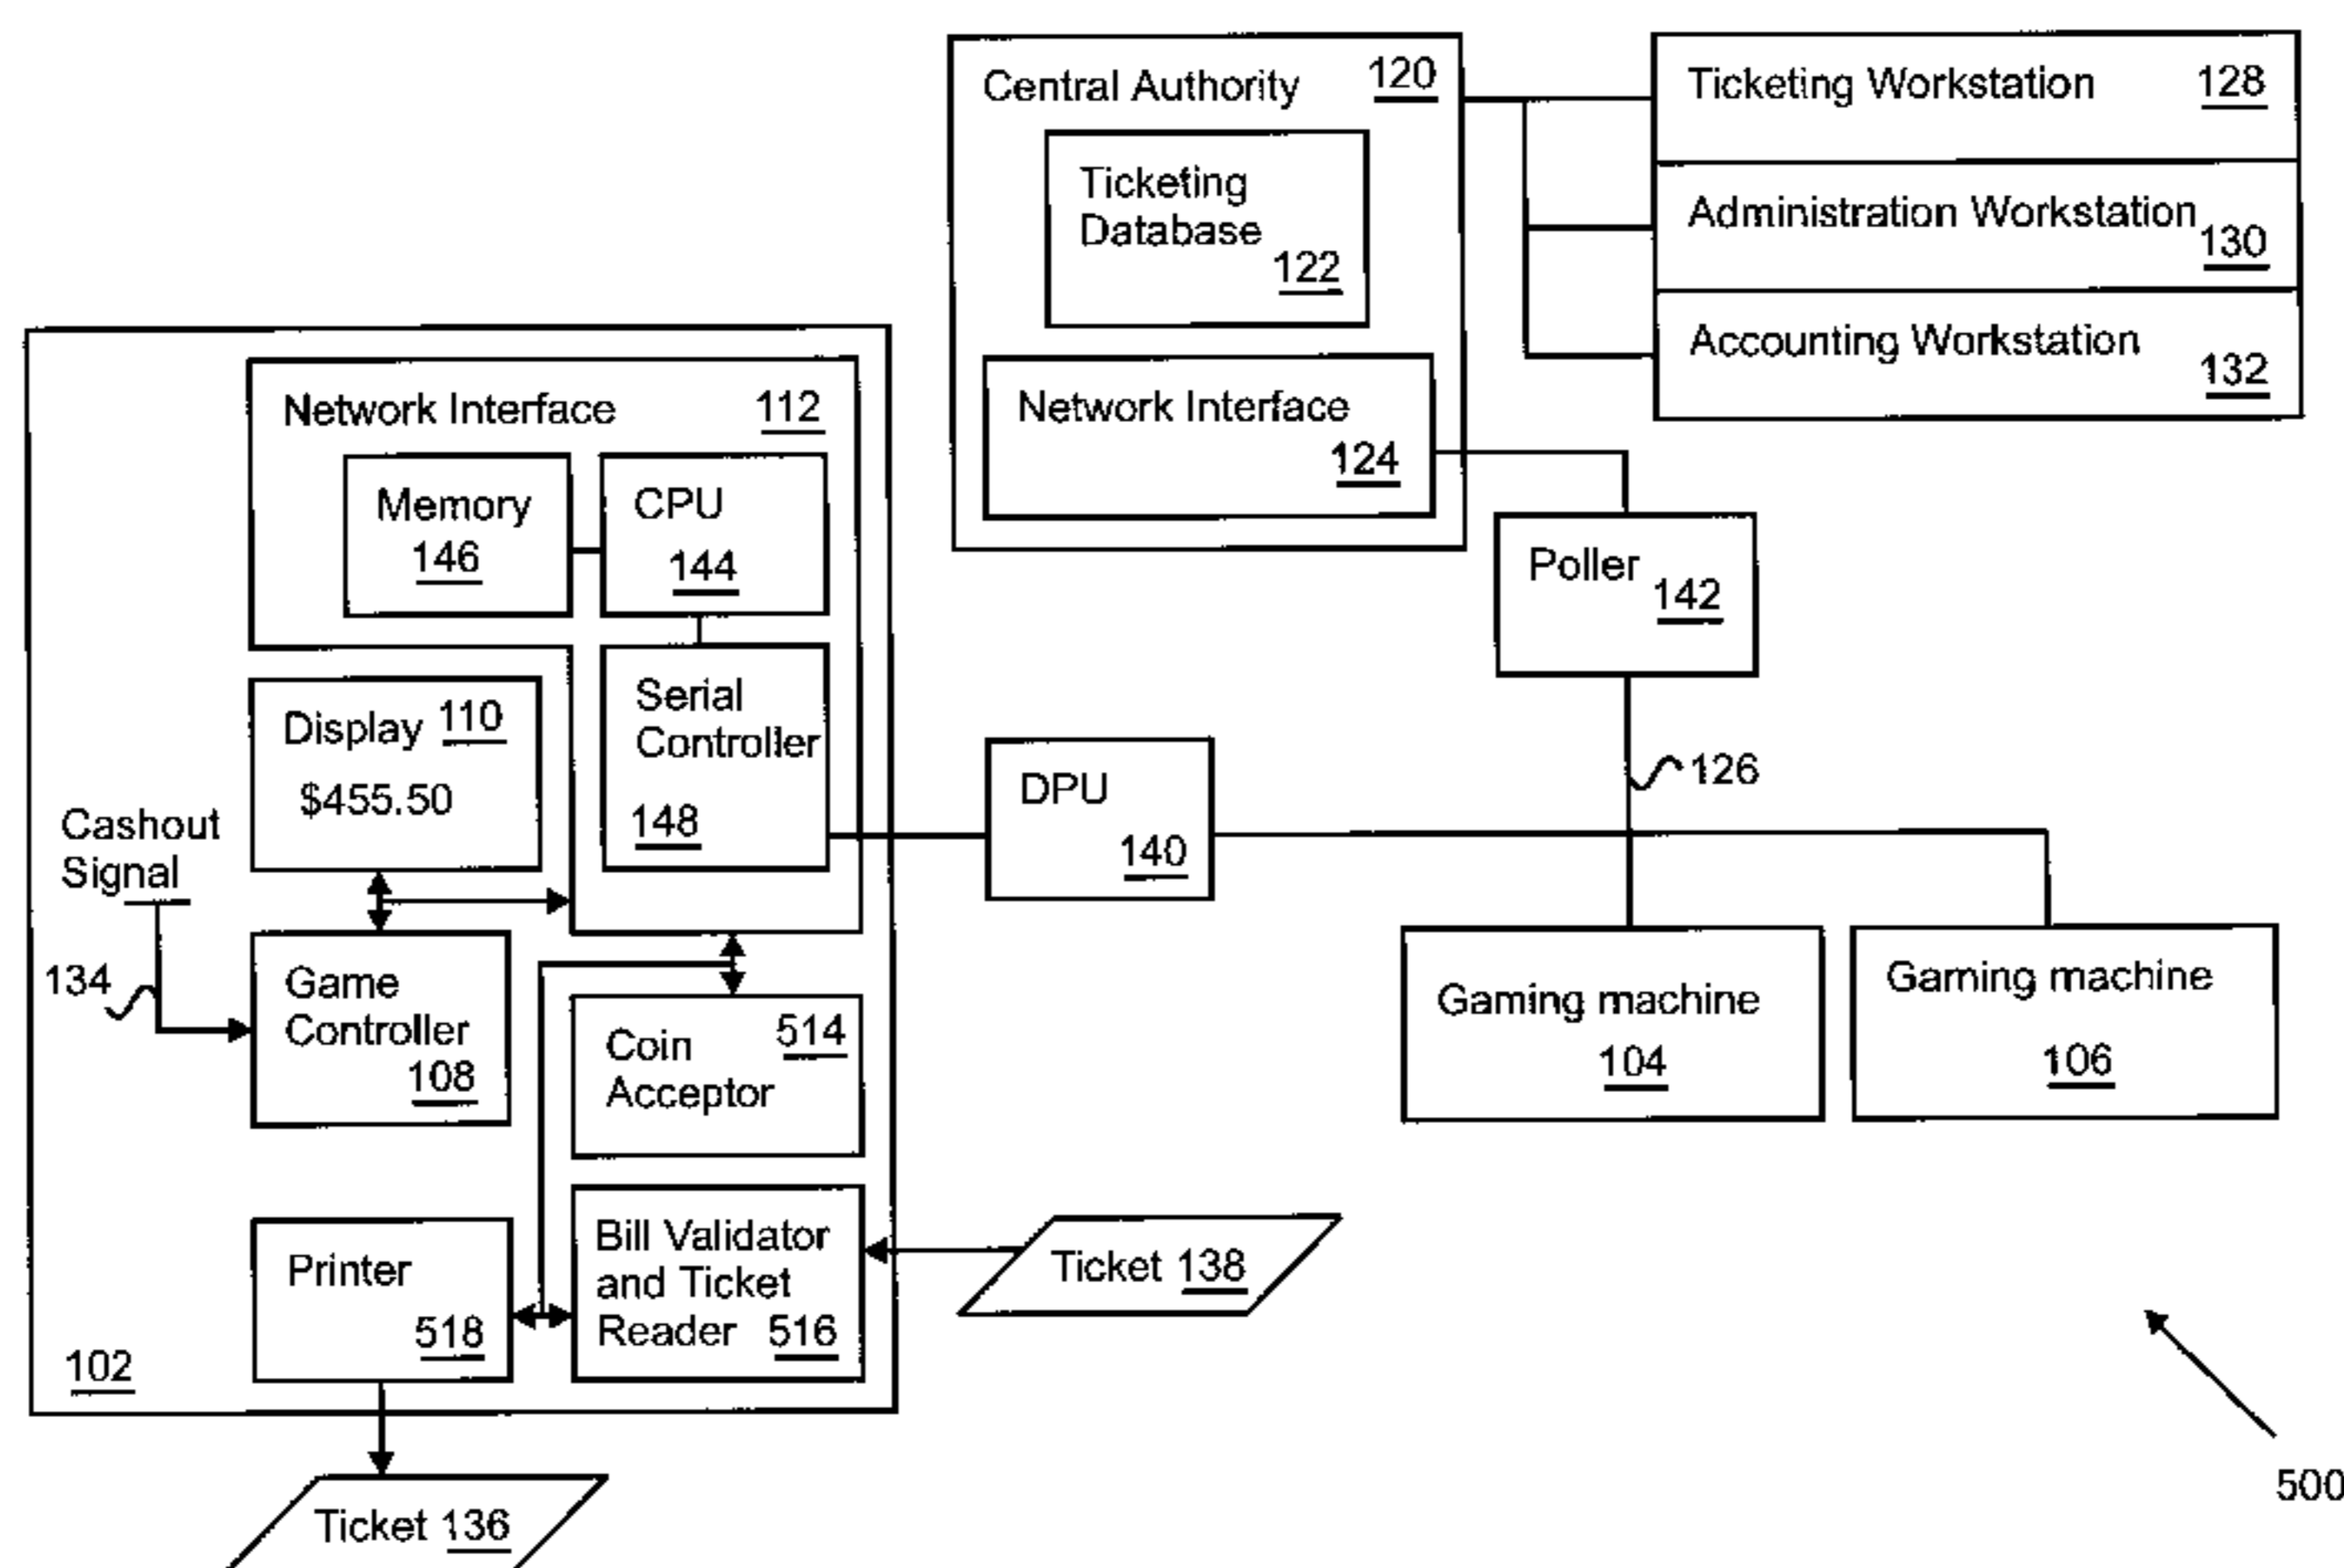 Central Authority 120
Ticketing
Database
122
Network Interface
124
Ticketing Workstation 128
Administration Workstation
130
Accounting Workstation
132
Poller
142
126
Network Interface 112
Memory
146
CPU
144
Serial
Controller
148
Display 110
$455.50
Cashout
Signal
134
Game
Controller
108
DPU
140
Coin 514
Acceptor
Gaming machine
104
Gaming machine
106
Printer
518
Bill Validator
and Ticket
Reader 516
Ticket 138
102
Ticket 136
500